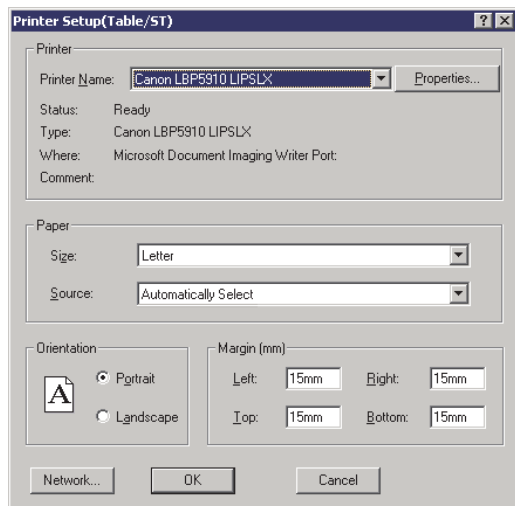 Printer Setup(Table/ST)
Printer
Printer Name: Canon LBP5910 LIPSLX Properties...
Status: Ready
Type: Canon LBP5910 LIPSLX
Where: Microsoft Document Imaging Writer Port:
Comment:
Paper
Size: Letter
Source: Automatically Select
Orientation
A
Portrait
Landscape
Margin (mm)
Left: 15mm Right: 15mm
Top: 15mm Bottom: 15mm
Network... OK Cancel